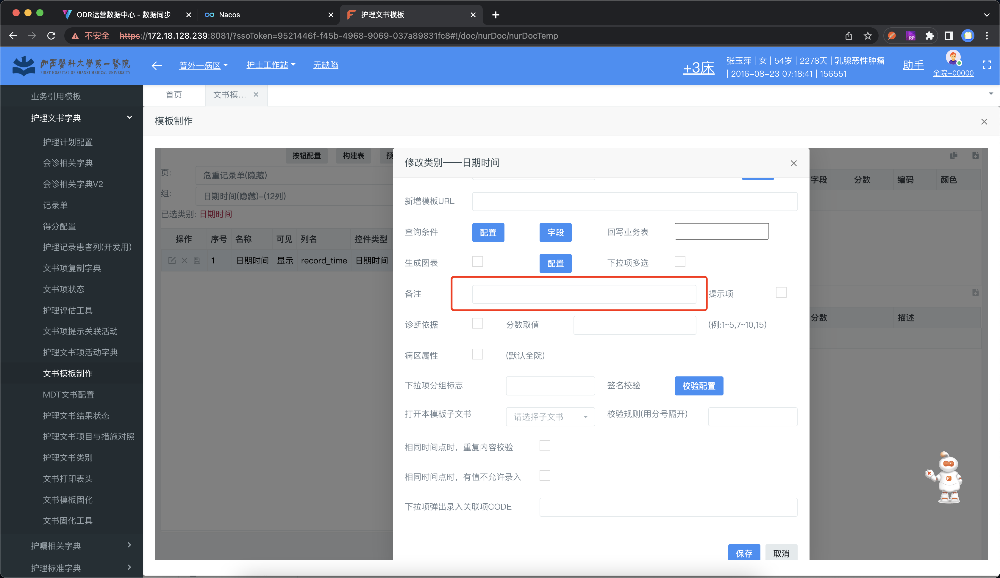 ODR运营数据中心 - 数据同步
Nacos
护理文书模板
不安全 https://172.18.128.239:8081/?ssoToken=9521446f-f45b-4968-9069-037a89831fc8#!/doc/nurDoc/nurDocTemp
RP
山西醫科大學第一醫院
FIRST HOSPITAL OF SHANXI MEDICAL UNIVERSITY
普外一病区 护士工作站 无缺陷
+3床
张玉萍 | 女 | 54岁 | 2278天 | 乳腺恶性肿瘤
| 2016-08-23 07:18:41 | 156551
助手
全院-00000
业务引用模板
护理文书字典
护理计划配置
会诊相关字典
会诊相关字典V2
记录单
得分配置
护理记录患者列(开发用)
文书项复制字典
文书项状态
护理评估工具
文书项提示关联活动
护理文书项活动字典
文书模板制作
MDT文书配置
护理文书结果状态
护理文书项目与措施对照
护理文书类别
文书打印表头
文书模板固化
文书固化工具
护嘱相关字典
护理标准字典
首页 文书模...
模板制作
按钮配置 构建表 预
页: 危重记录单(隐藏)
组: 日期时间(隐藏)-(12列)
已选类别: 日期时间
操作 序号 名称 可见 列名 控件类型
1 日期时间 显示 record_time 日期时间
修改类别——日期时间
新增模板URL
查询条件 配置 字段 回写业务表
生成图表 配置 下拉项多选
备注 提示项
诊断依据 分数取值 (例:1~5,7~10,15)
病区属性 (默认全院)
下拉项分组标志 签名校验 校验配置
打开本模板子文书 请选择子文书 校验规则(用分号隔开)
相同时间点时，重复内容校验
相同时间点时，有值不允许录入
下拉项弹出录入关联项CODE
保存 取消
字段 分数 编码 颜色
分数 描述